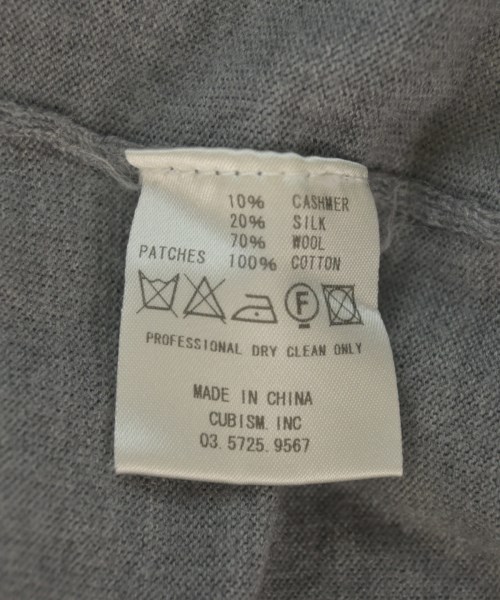 10% CASHMER
20% SILK
70% WOOL
PATCHES 100% COTTON
F
PROFESSIONAL DRY CLEAN ONLY
MADE IN CHINA
CUBISM. INC
03. 5725. 9567